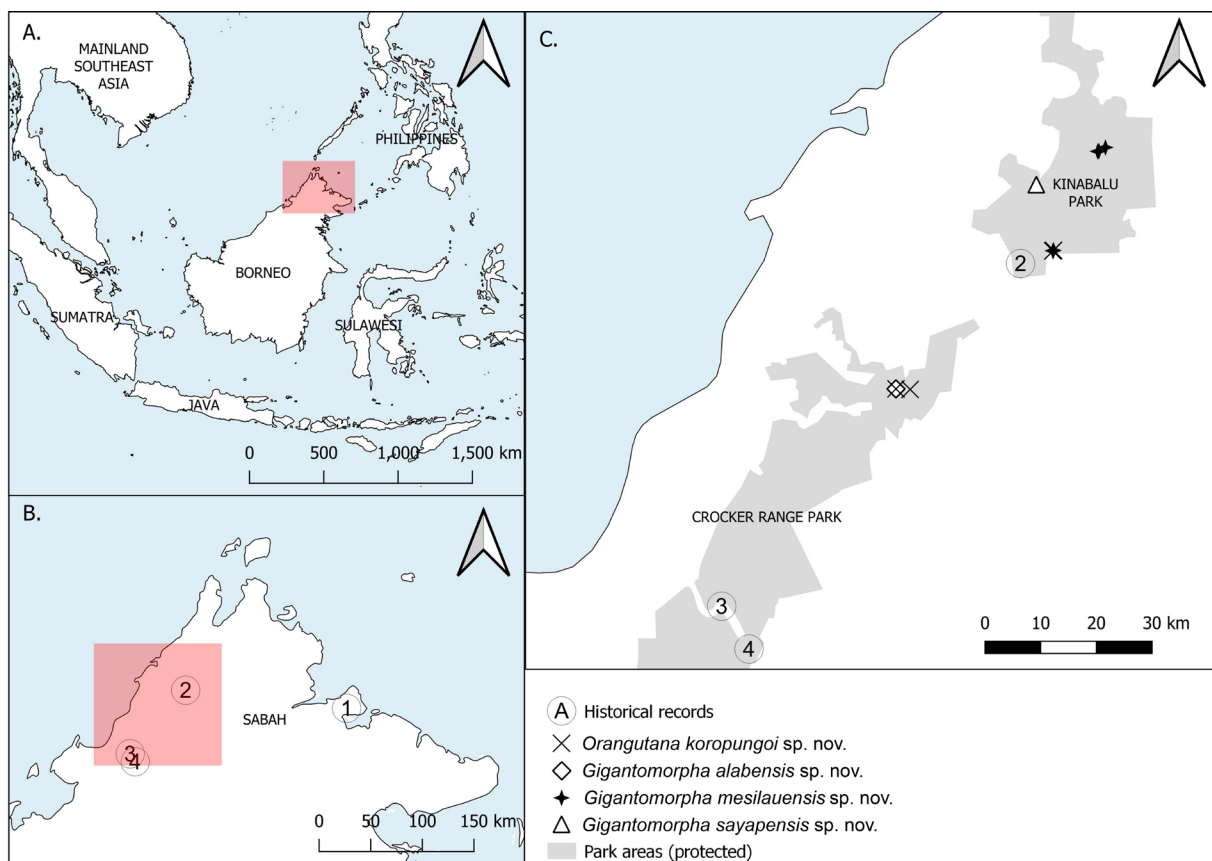 A.
MAINLAND
SOUTHEAST
ASIA
PHILIPPINES
BORNEO
SUMATRA
SULAWESI
JAVA
0 500 1,000 1,500 km
B.
2
1
SABAH
3
4
0 50 100 150 km
C.
KINABALU
PARK
2
CROCKER RANGE PARK
3
4
0 10 20 30 km
A Historical records
Orangutana koropungoi sp. nov.
Gigantomorpha alabensis sp. nov.
Gigantomorpha mesilauensis sp. nov.
Gigantomorpha sayapensis sp. nov.
Park areas (protected)